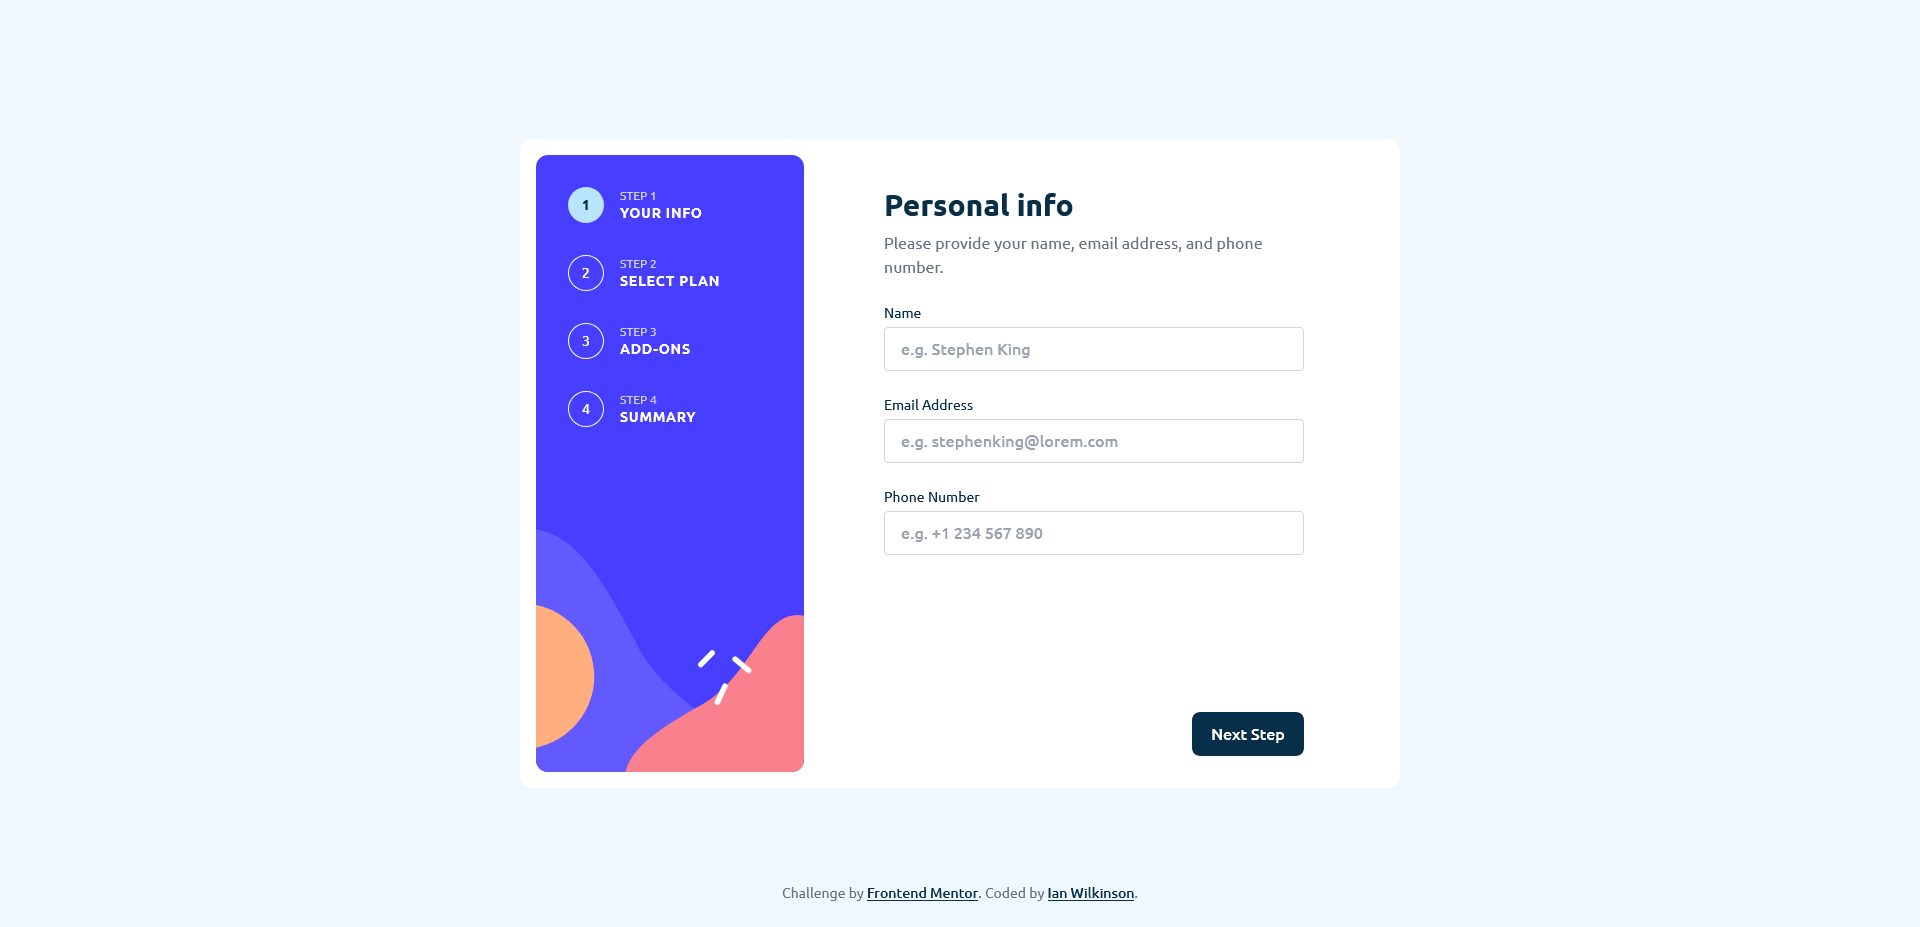 1
STEP 1
YOUR INFO
2
STEP 2
SELECT PLAN
3
STEP 3
ADD-ONS
4
STEP 4
SUMMARY
Personal info
Please provide your name, email address, and phone
number.
Name
e.g. Stephen King
Email Address
e.g. stephenking@lorem.com
Phone Number
e.g. +1 234 567 890
Next Step
Challenge by Frontend Mentor. Coded by Ian Wilkinson.